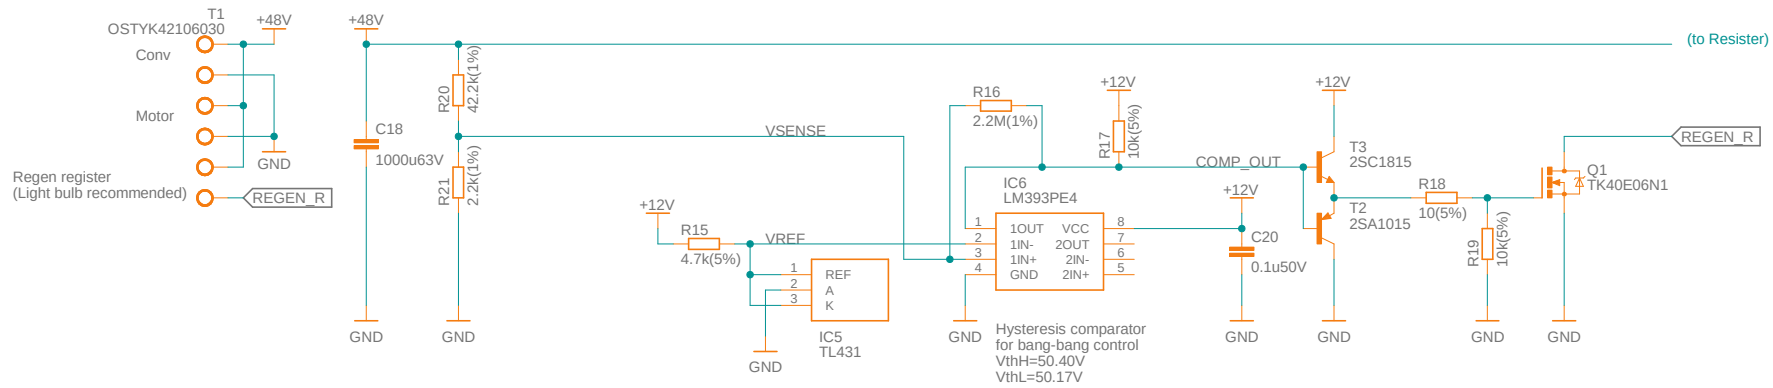 T1
OSTYK42106030
+48V
Conv
Motor
GND
Regen register
(Light bulb recommended)
REGEN_R
+48V
C18
1000u63V
GND
R20
42.2k(1%)
R21
2.2k(1%)
GND
VSENSE
+12V
R15
4.7k(5%)
VREF
1
2
3
REF
A
K
IC5
TL431
GND
R16
2.2M(1%)
+12V
R17
10k(5%)
COMP_OUT
IC6
LM393PE4
1
2
3
4
1OUT
1IN-
1IN+
GND
VCC
2OUT
2IN-
2IN+
8
7
6
5
GND
Hysteresis comparator
for bang-bang control
VthH=50.40V
VthL=50.17V
+12V
C20
0.1u50V
GND
+12V
T3
2SC1815
T2
2SA1015
GND
R18
10(5%)
R19
10k(5%)
GND
Q1
TK40E06N1
GND
REGEN_R
(to Resister)